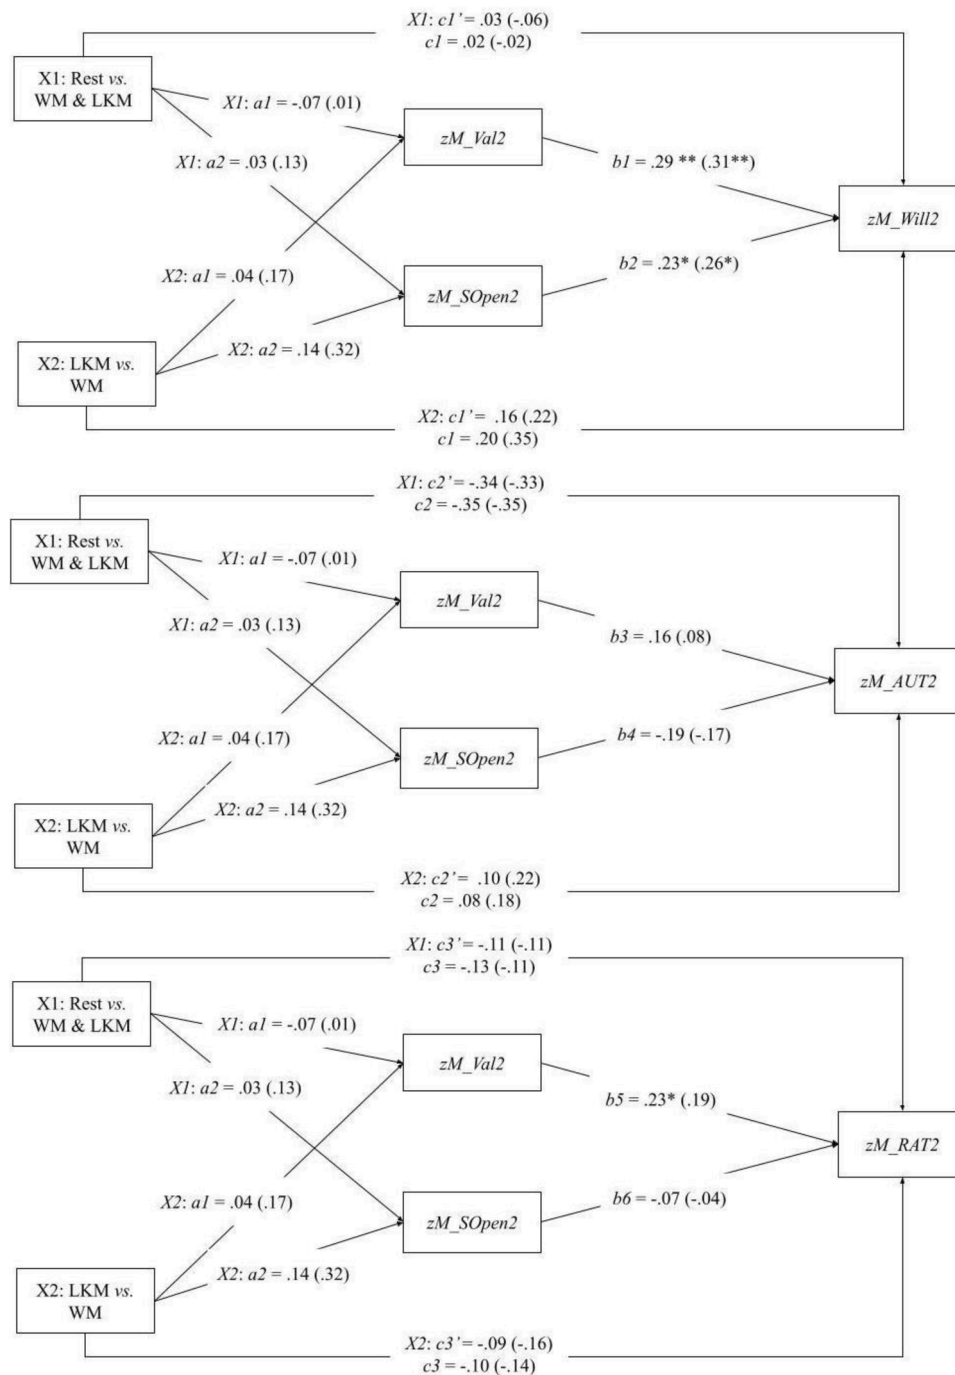 X1: c1’ = .03 (-.06)
c1 = .02 (-.02)
X1: Rest vs.
WM & LKM
X1: a1 = -.07 (.01)
zM_Val2
X1: a2 = .03 (.13)
b1 = .29 ** (.31**)
zM_Will2
X2: a1 = .04 (.17)
b2 = .23* (.26*)
zM_SOpen2
X2: a2 = .14 (.32)
X2: LKM vs.
WM
X2: c1’ = .16 (.22)
c1 = .20 (.35)
X1: c2’ = -.34 (-.33)
c2 = -.35 (-.35)
X1: Rest vs.
WM & LKM
X1: a1 = -.07 (.01)
zM_Val2
X1: a2 = .03 (.13)
b3 = .16 (.08)
zM_AUT2
X2: a1 = .04 (.17)
b4 = -.19 (-.17)
zM_SOpen2
X2: a2 = .14 (.32)
X2: LKM vs.
WM
X2: c2’ = .10 (.22)
c2 = .08 (.18)
X1: c3’ = -.11 (-.11)
c3 = -.13 (-.11)
X1: Rest vs.
WM & LKM
X1: a1 = -.07 (.01)
zM_Val2
X1: a2 = .03 (.13)
b5 = .23* (.19)
zM_RAT2
X2: a1 = .04 (.17)
b6 = -.07 (-.04)
zM_SOpen2
X2: a2 = .14 (.32)
X2: LKM vs.
WM
X2: c3’ = -.09 (-.16)
c3 = -.10 (-.14)